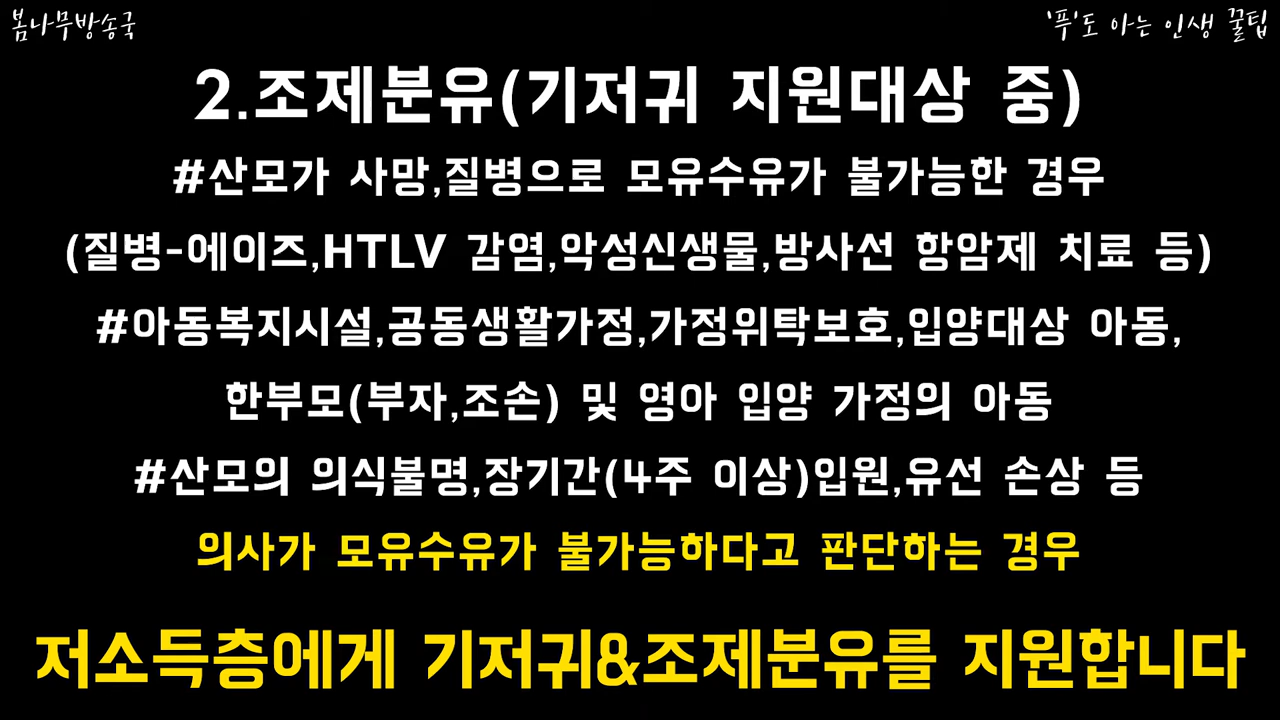 봄나무방송국
'푸'도 아는 인생 꿀팁
2.조제분유(기저귀 지원대상 중)
#산모가 사망,질병으로 모유수유가 불가능한 경우
(질병-에이즈,HTLV 감염,악성신생물,방사선 항암제 치료 등)
#아동복지시설,공동생활가정,가정위탁보호,입양대상 아동,
한부모(부자,조손) 및 영아 입양 가정의 아동
#산모의 의식불명,장기간(4주 이상)입원,유선 손상 등
의사가 모유수유가 불가능하다고 판단하는 경우
저소득층에게 기저귀&조제분유를 지원합니다